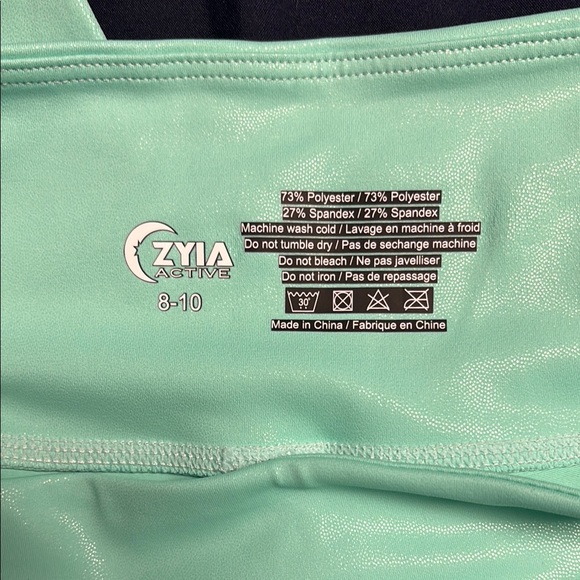 ZYIA
ACTIVE
8-10
73% Polyester / 73% Polyester
27% Spandex / 27% Spandex
Machine wash cold / Lavage en machine à froid
Do not tumble dry / Pas de sechange machine
Do not bleach / Ne pas javelliser
Do not iron / Pas de repassage
30°
Made in China / Fabrique en Chine